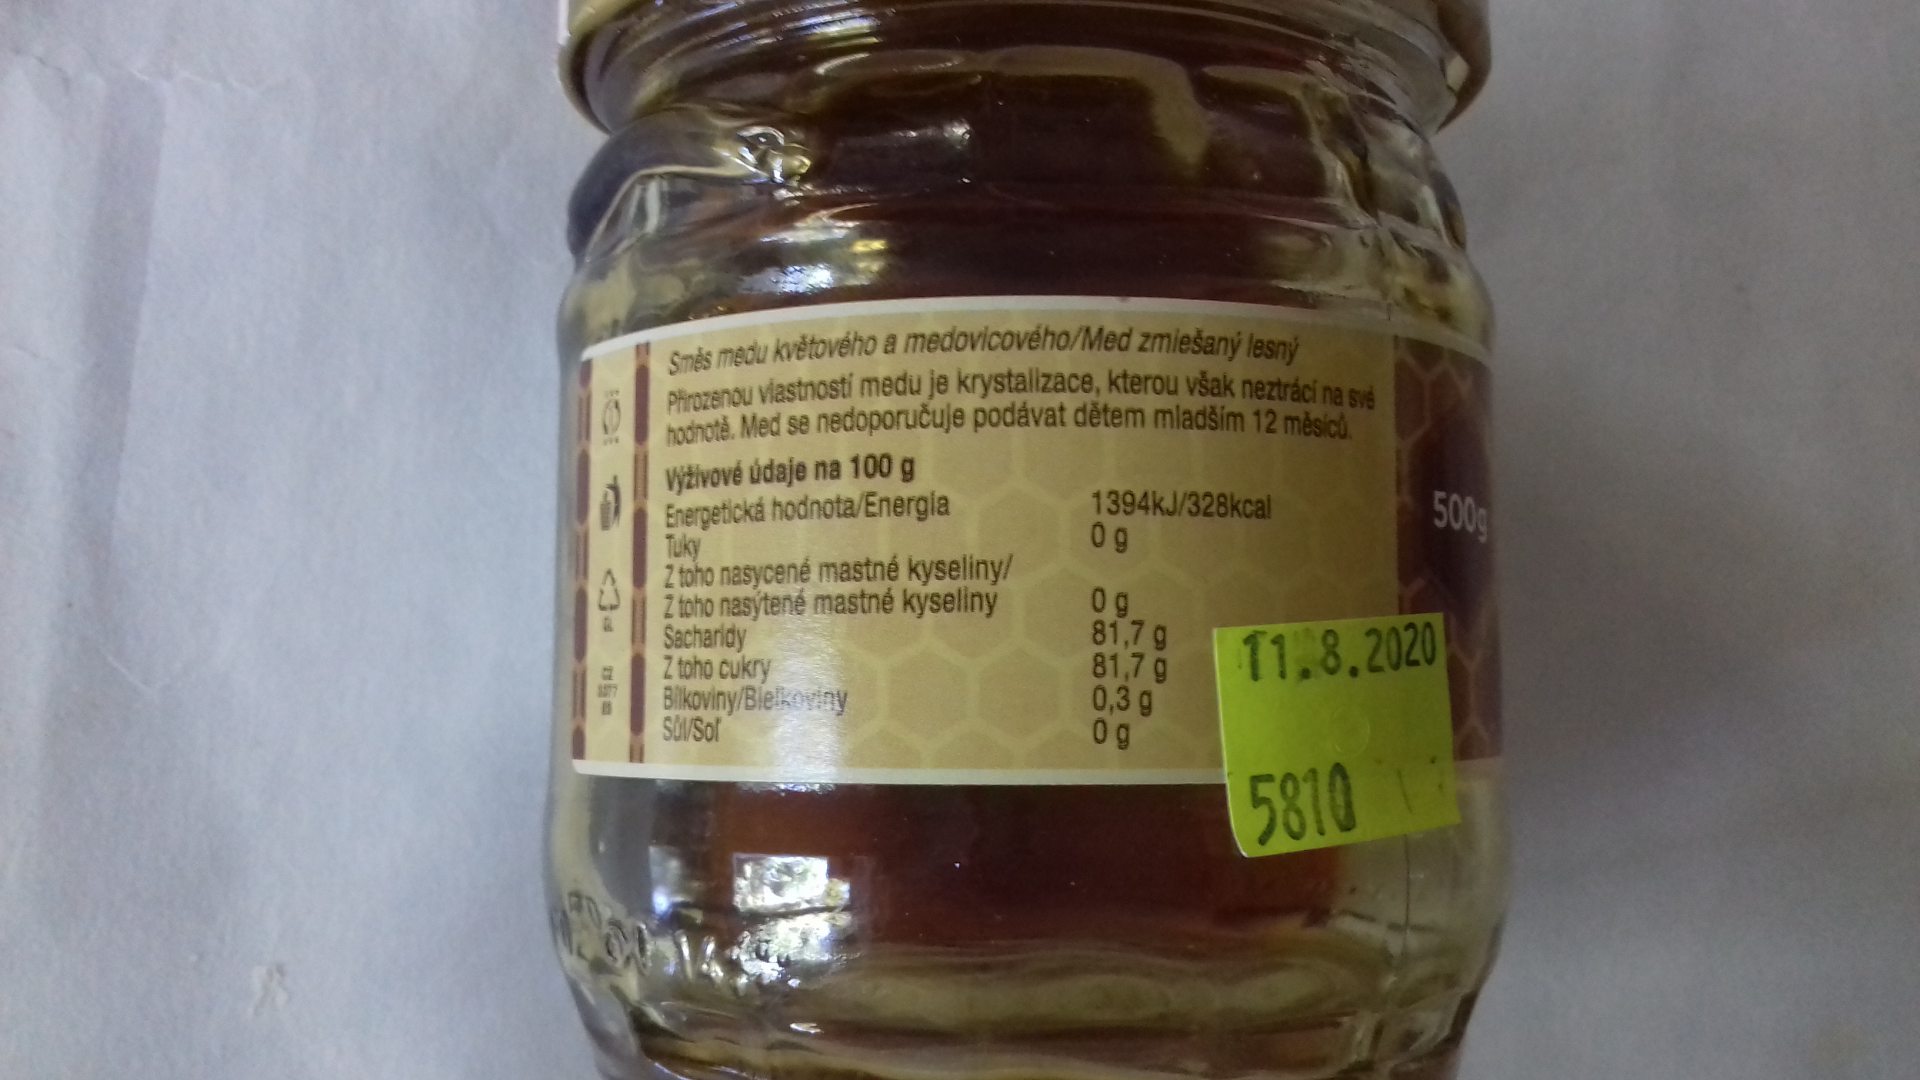 Směs medu květového a medovicového/Med zmiešaný lesný
Přirozenou vlastností medu je krystalizace, kterou však neztrácí na své
hodnotě. Med se nedoporučuje podávat dětem mladším 12 měsíců.
Výživové údaje na 100 g
Energetická hodnota/Energia 1394kJ/328kcal
Tuky 0 g
Z toho nasycené mastné kyseliny/
Z toho nasýtené mastné kyseliny 0 g
Sacharidy 81,7 g
Z toho cukry 81,7 g
Bílkoviny/Bielkoviny 0,3 g
Sůl/Soľ 0 g
GL
CZ
500g
11.8.2020
5810